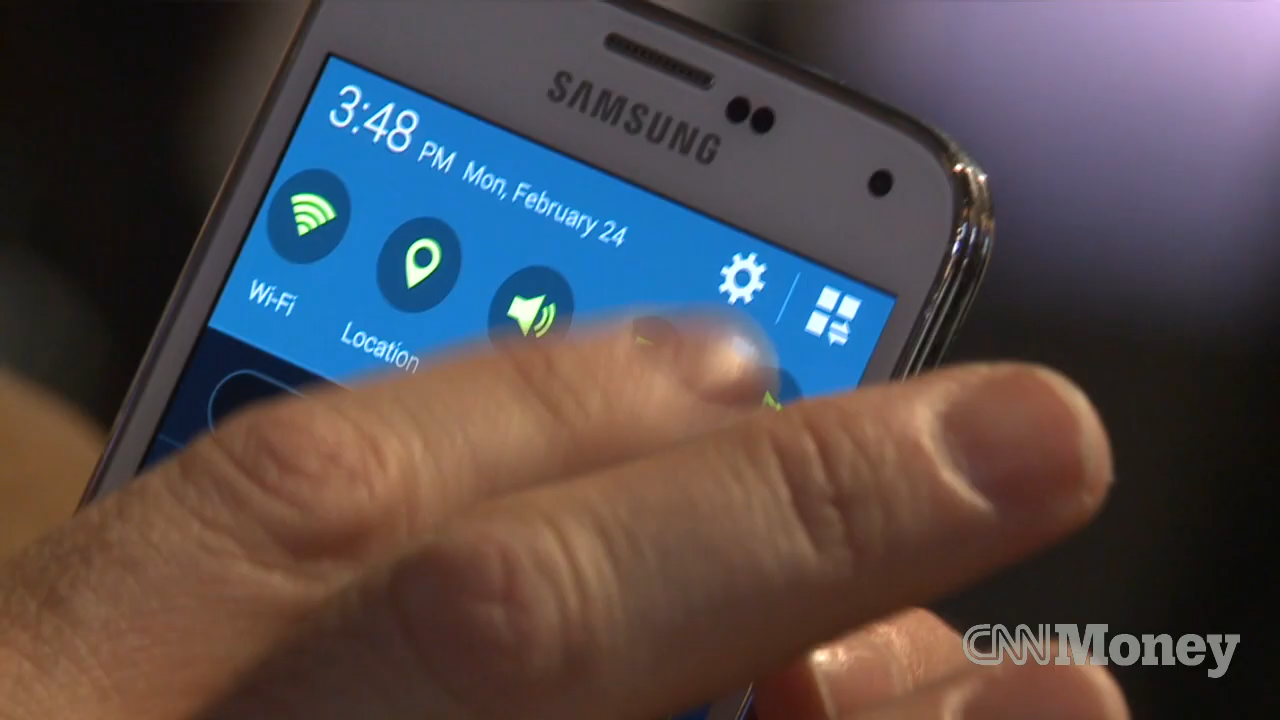 SAMSUNG
3:48 PM Mon, February 24
Wi-Fi
Location
CNNMoney